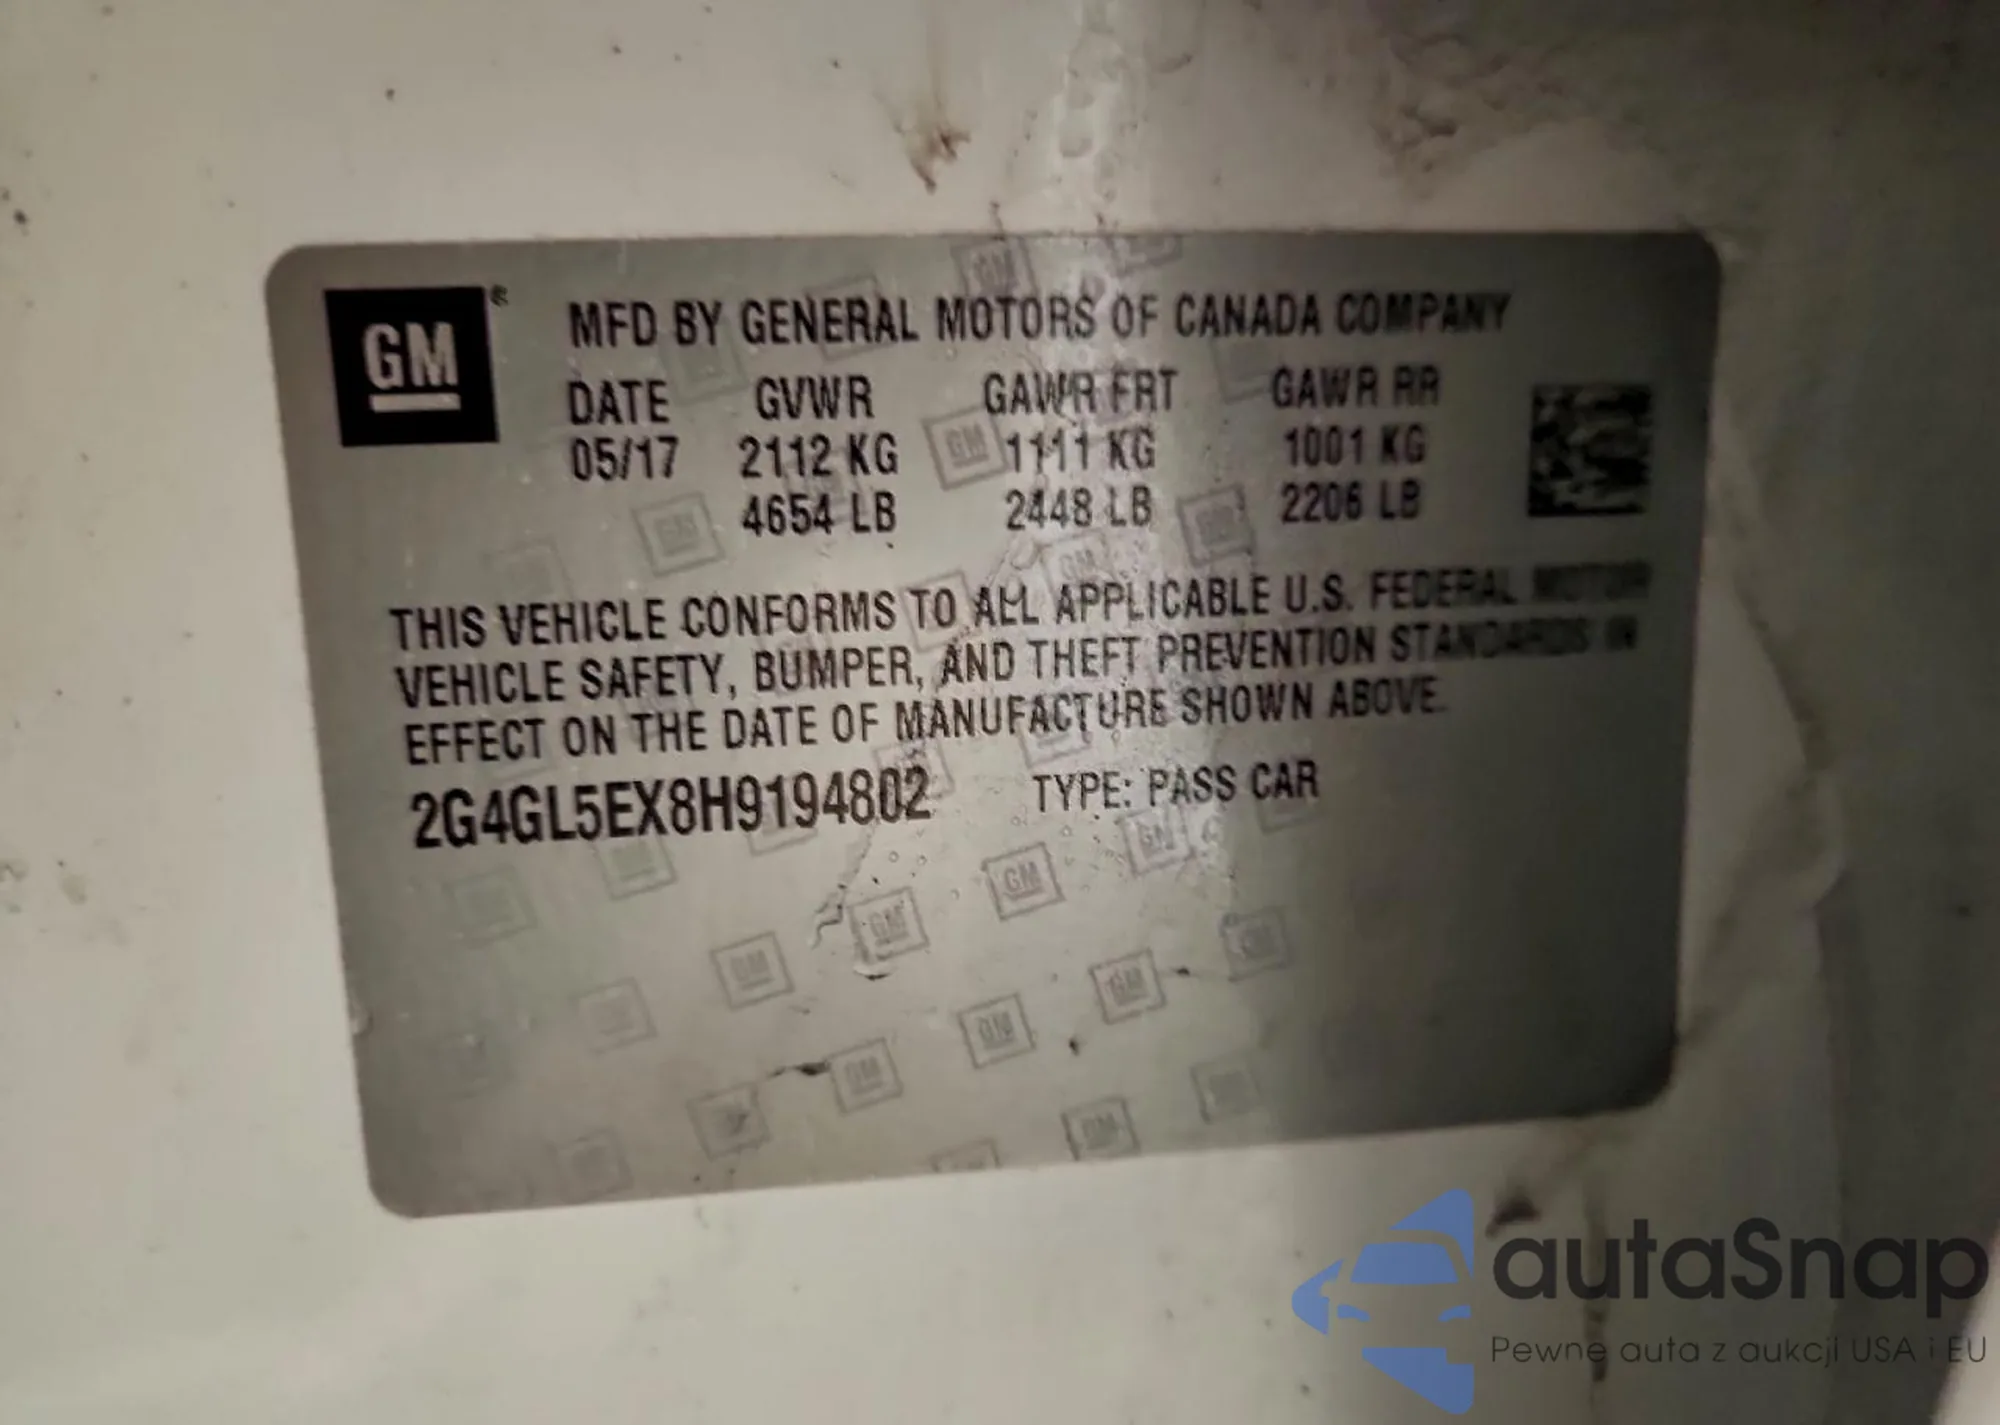 GM®
MFD BY GENERAL MOTORS OF CANADA COMPANY
DATE GVWR GAWR FRT GAWR RR
05/17 2112 KG 1111 KG 1001 KG
4654 LB 2448 LB 2206 LB
THIS VEHICLE CONFORMS TO ALL APPLICABLE U.S. FEDERAL MOTOR
VEHICLE SAFETY, BUMPER, AND THEFT PREVENTION STANDARDS IN
EFFECT ON THE DATE OF MANUFACTURE SHOWN ABOVE.
2G4GL5EX8H9194802 TYPE: PASS CAR
autaSnap
Pewne auta z aukcji USA i EU